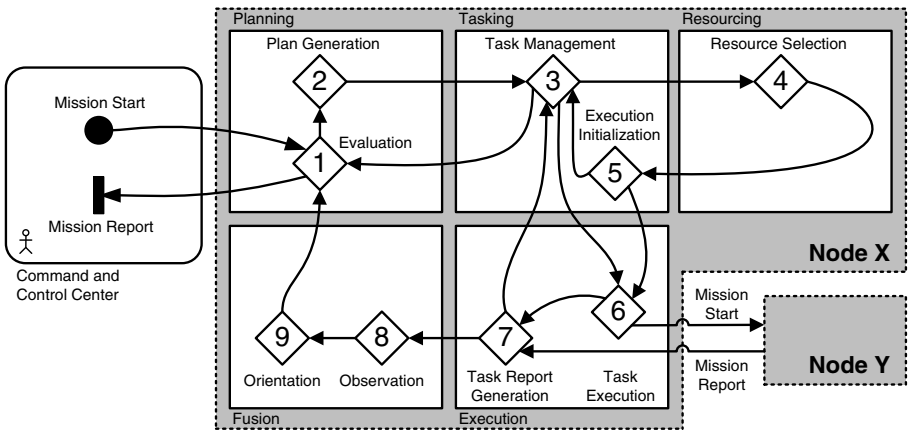 Planning
Tasking
Resourcing
Plan Generation
2
Task Management
3
Resource Selection
4
Mission Start
Evaluation
1
Execution
Initialization
5
Mission Report
Command and
Control Center
Node X
6
Mission
Start
9
8
7
Orientation
Observation
Task Report
Generation
Task
Execution
Mission
Report
Node Y
Fusion
Execution